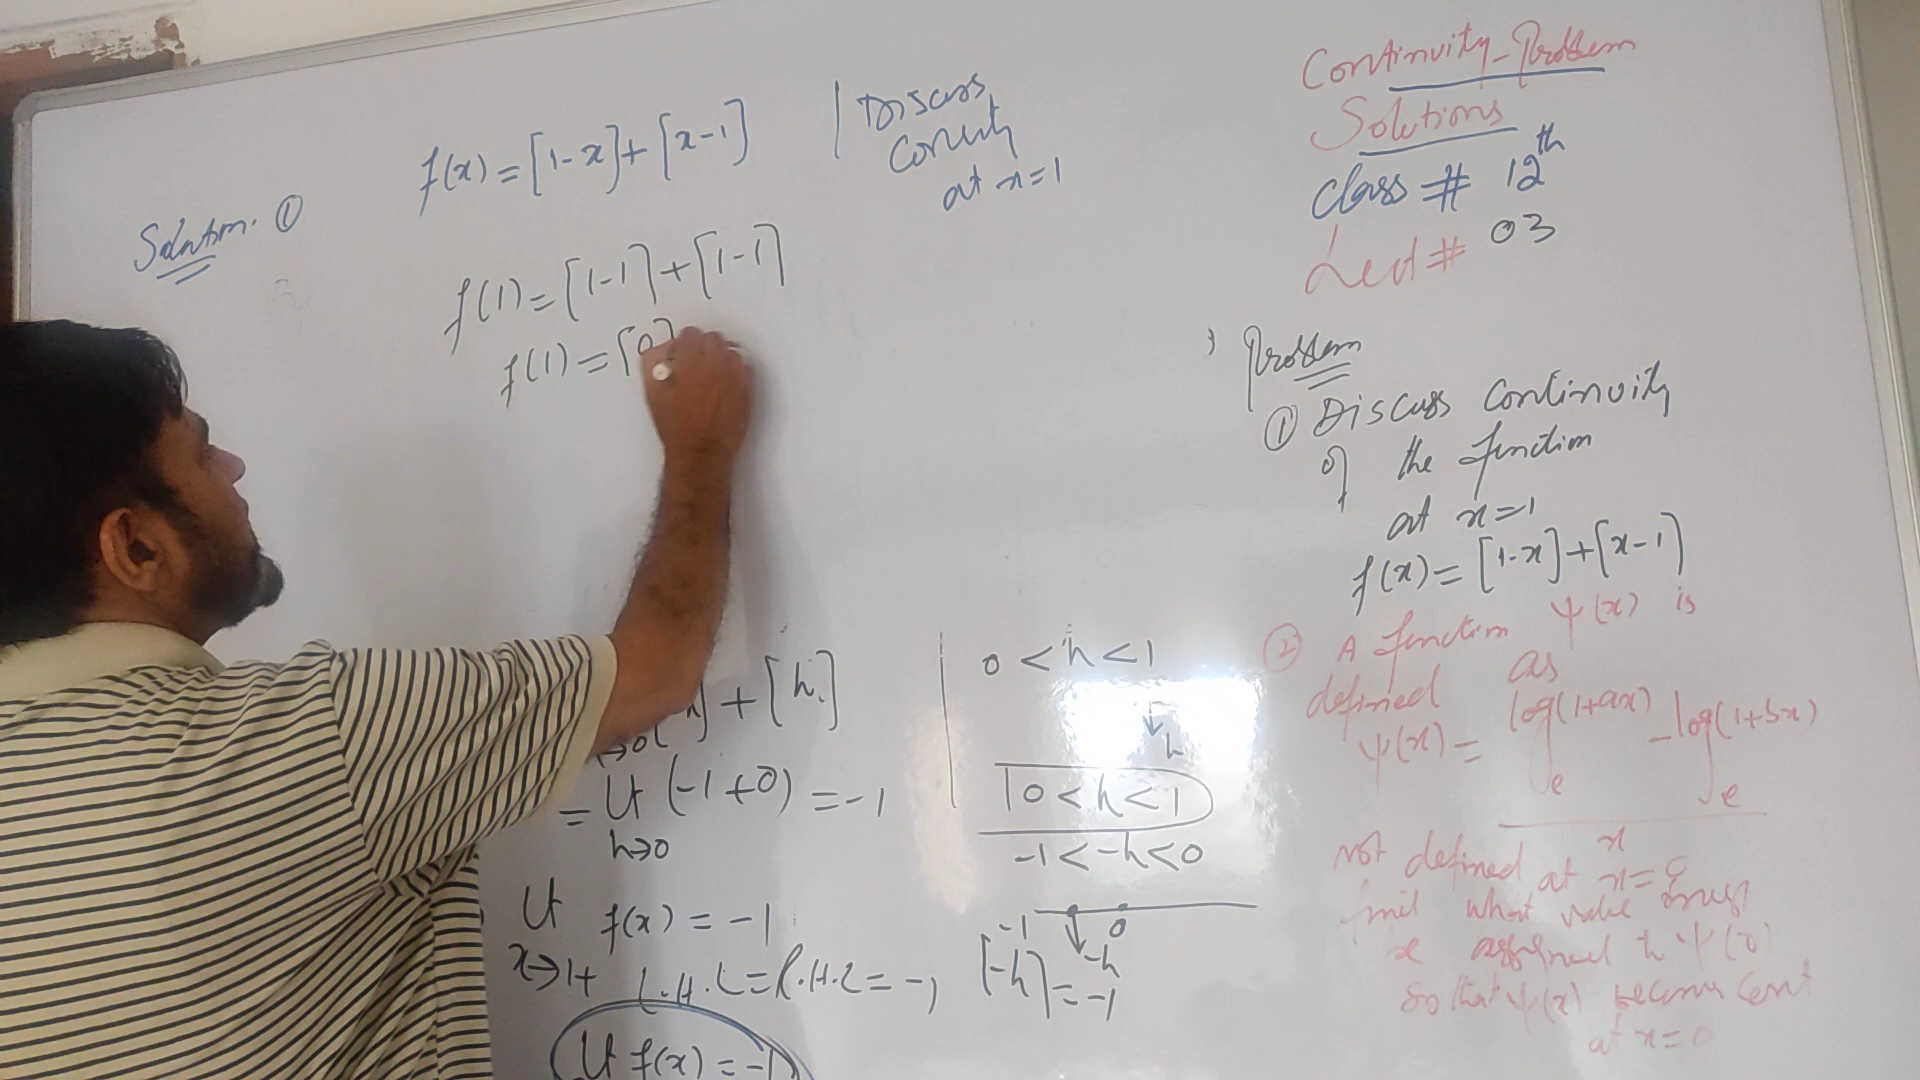 Continuity-Problem
Solutions
Class # 12th
Lect # 03
f(x) = [1-x] + [x-1]
Discuss
at x=1
Solution. ①
f(1) = [1-1] + [1-1]
f(1) = [0]
] + [h]
→0
= Lt (-1+0) = -1
h→0
Lt f(x) = -1
x→1+
L.H.L = R.H.L = -1
Lt f(x) = -1
0 < h < 1
h
0 < h < 1
-1 < -h < 0
-1 0
-h
[-h] = -1
Problem
① Discuss Continuity
of the function
at x=1
f(x) = [1-x] + [x-1]
② A function ψ(x) is
defined as
ψ(x) = log(1+ax) - log(1+bx)
e e
x
not defined at x=0
what value must
be assigned to
so that ψ(x) becomes cont
at x=0